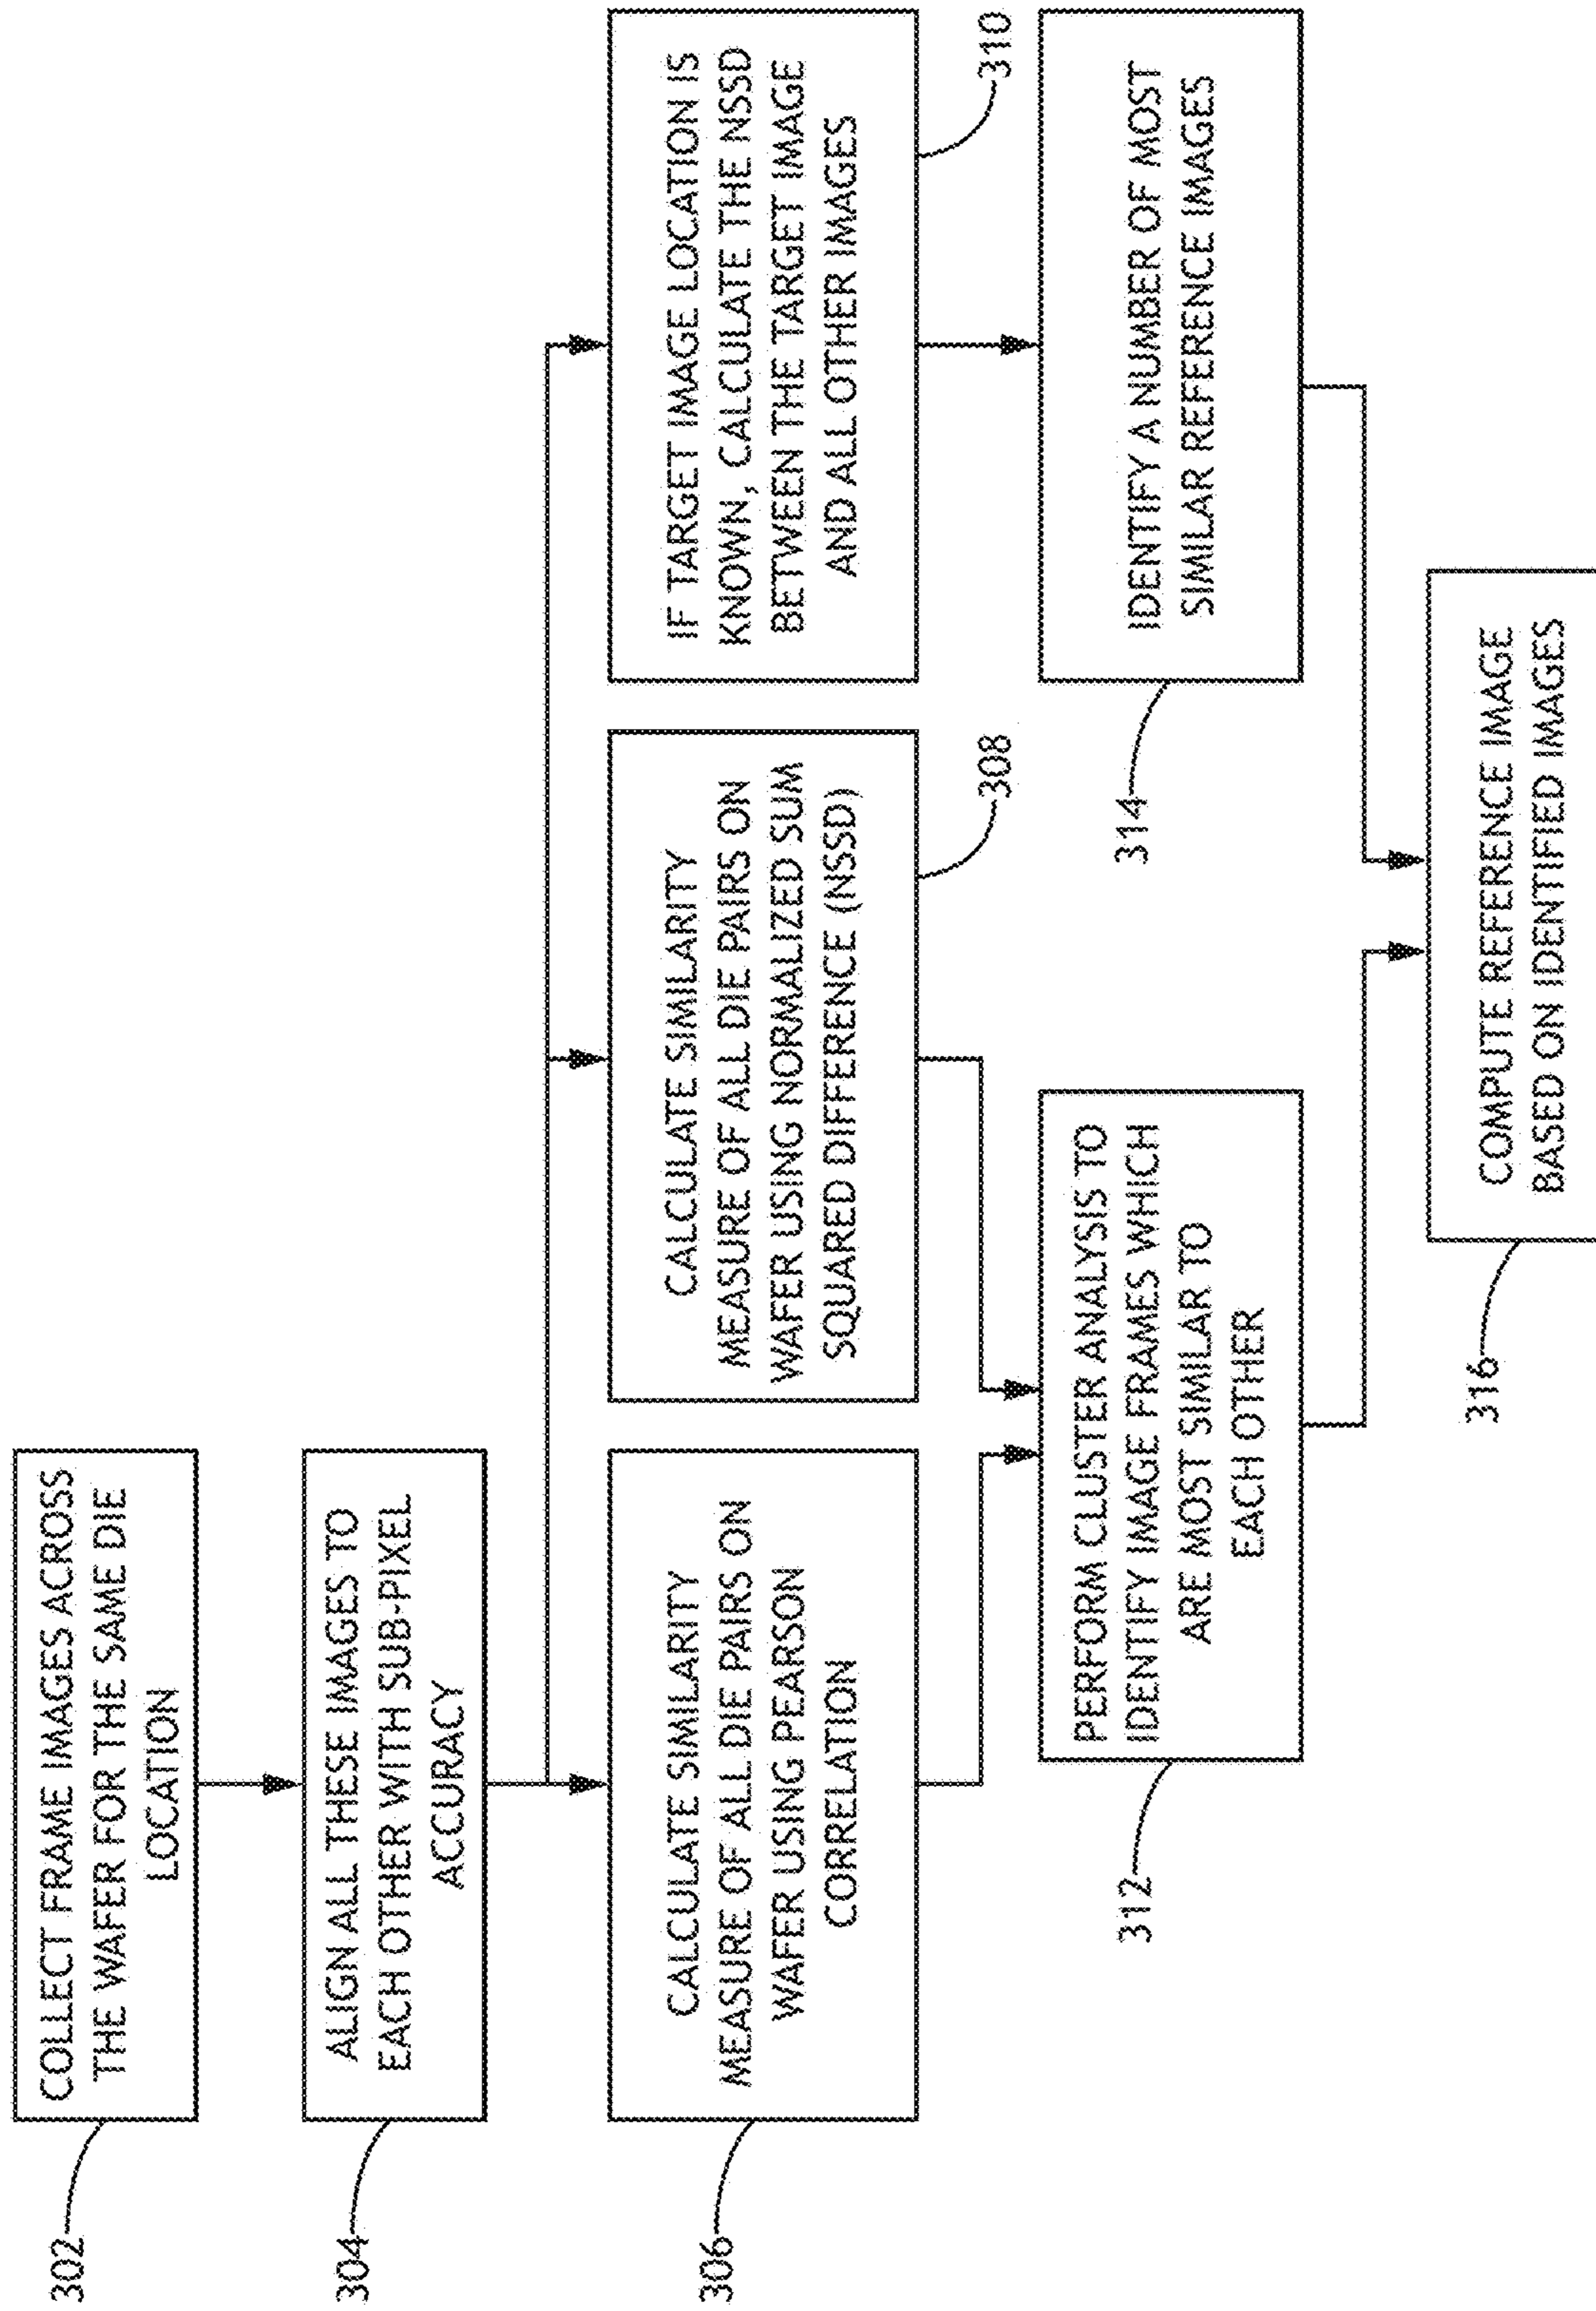 302
COLLECT FRAME IMAGES ACROSS
THE WAFER FOR THE SAME DIE
LOCATION
304
ALIGN ALL THESE IMAGES TO
EACH OTHER WITH SUB-PIXEL
ACCURACY
306
CALCULATE SIMILARITY
MEASURE OF ALL DIE PAIRS ON
WAFER USING PEARSON
CORRELATION
CALCULATE SIMILARITY
MEASURE OF ALL DIE PAIRS ON
WAFER USING NORMALIZED SUM
SQUARED DIFFERENCE (NSSD)
308
IF TARGET IMAGE LOCATION IS
KNOWN, CALCULATE THE NSSD
BETWEEN THE TARGET IMAGE
AND ALL OTHER IMAGES
310
312
PERFORM CLUSTER ANALYSIS TO
IDENTIFY IMAGE FRAMES WHICH
ARE MOST SIMILAR TO
EACH OTHER
314
IDENTIFY A NUMBER OF MOST
SIMILAR REFERENCE IMAGES
316
COMPUTE REFERENCE IMAGE
BASED ON IDENTIFIED IMAGES